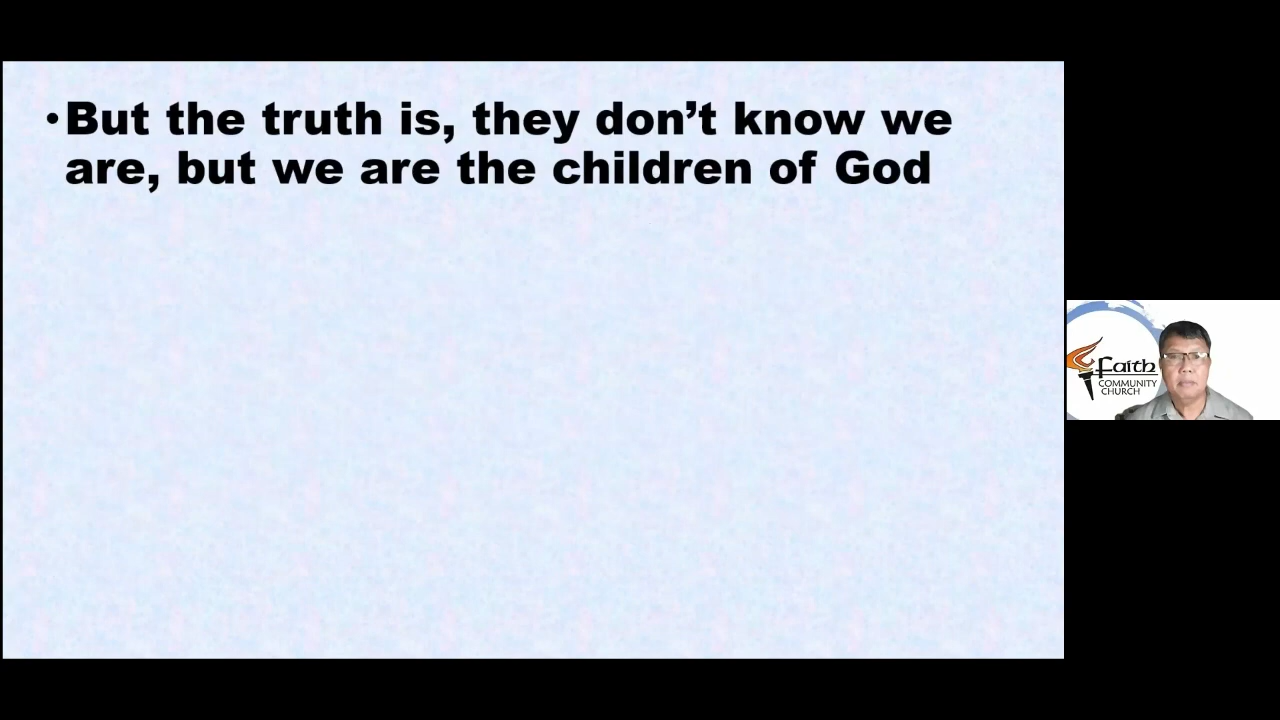 •But the truth is, they don’t know we
are, but we are the children of God
Faith
COMMUNITY
CHURCH